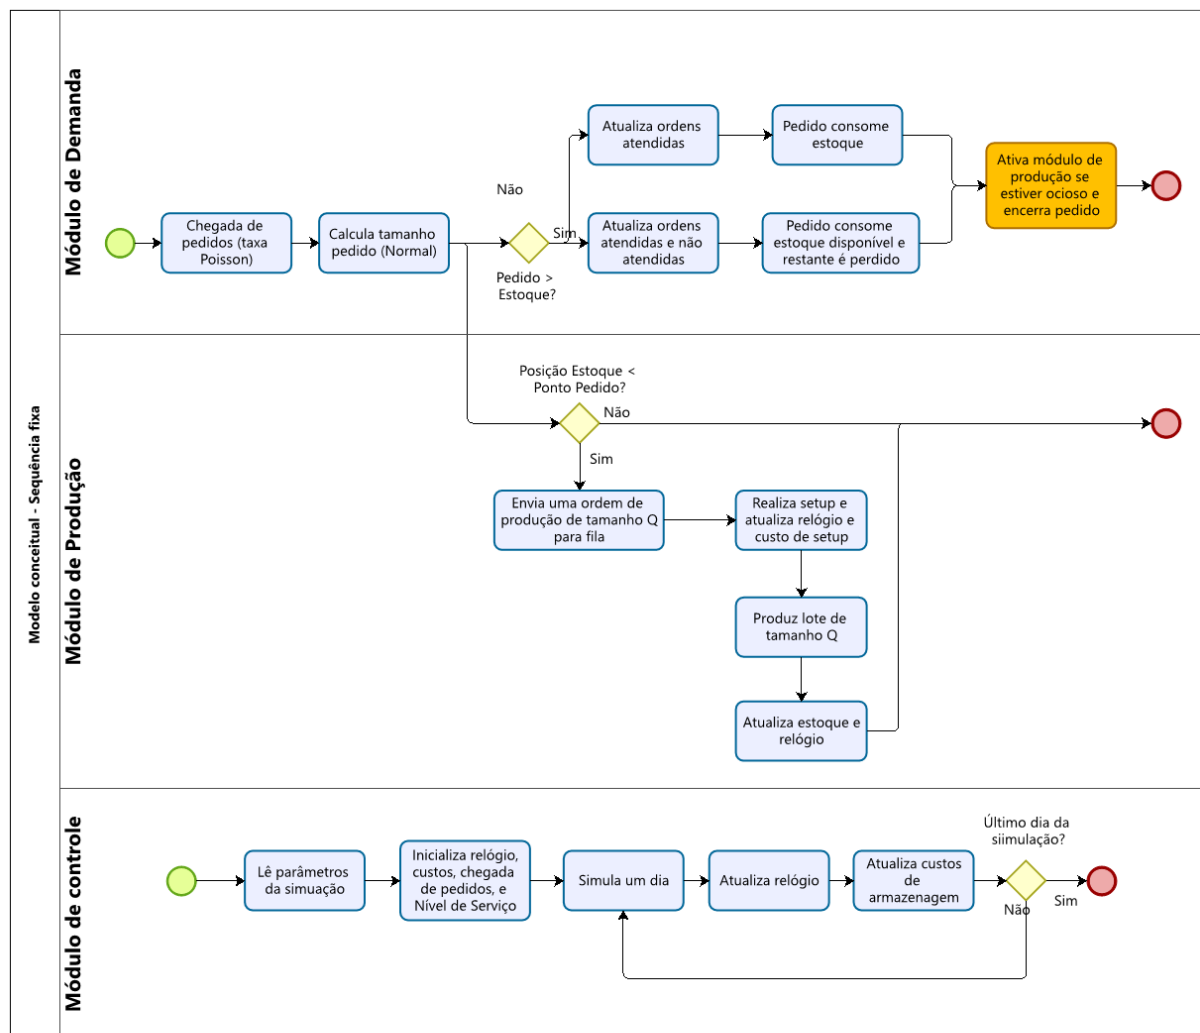 Modelo conceitual - Sequência fixa
Módulo de Demanda
Chegada de
pedidos (taxa
Poisson)
Calcula tamanho
pedido (Normal)
Não
Sim
Pedido >
Estoque?
Atualiza ordens
atendidas
Pedido consome
estoque
Atualiza ordens
atendidas e não
atendidas
Pedido consome
estoque disponível e
restante é perdido
Ativa módulo de
produção se
estiver ocioso e
encerra pedido
Módulo de Produção
Posição Estoque <
Ponto Pedido?
Não
Sim
Envia uma ordem de
produção de tamanho Q
para fila
Realiza setup e
atualiza relógio e
custo de setup
Produz lote de
tamanho Q
Atualiza estoque e
relógio
Módulo de controle
Lê parâmetros
da simuação
Inicializa relógio,
custos, chegada
de pedidos, e
Nível de Serviço
Simula um dia
Atualiza relógio
Atualiza custos
de
armazenagem
Último dia da
siimulação?
Não
Sim